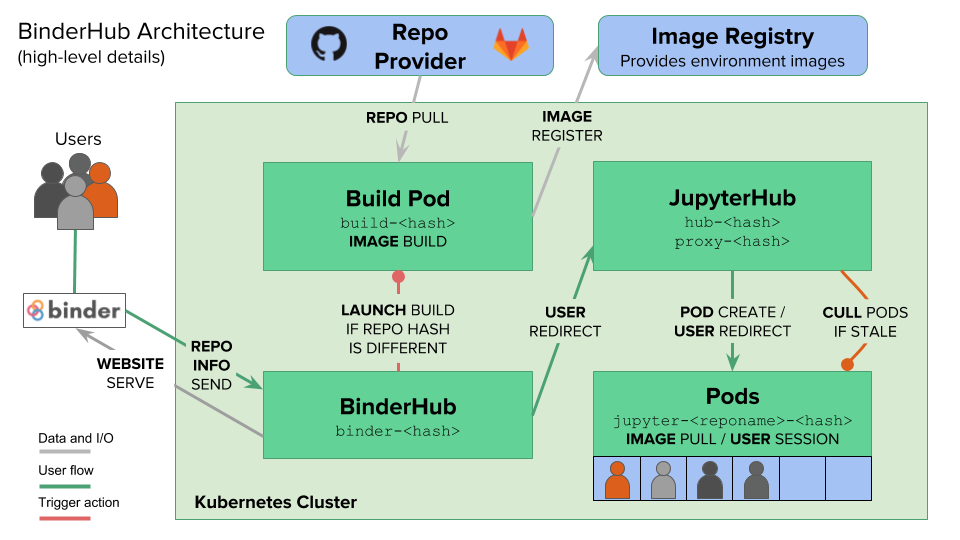 BinderHub Architecture
(high-level details)
Repo
Provider
Image Registry
Provides environment images
REPO PULL
IMAGE
REGISTER
Users
Build Pod
build-<hash>
IMAGE BUILD
JupyterHub
hub-<hash>
proxy-<hash>
binder
LAUNCH BUILD
IF REPO HASH
IS DIFFERENT
USER
REDIRECT
POD CREATE /
USER REDIRECT
CULL PODS
IF STALE
WEBSITE
SERVE
REPO
INFO
SEND
BinderHub
binder-<hash>
Pods
jupyter-<reponame>-<hash>
IMAGE PULL / USER SESSION
Data and I/O
User flow
Trigger action
Kubernetes Cluster